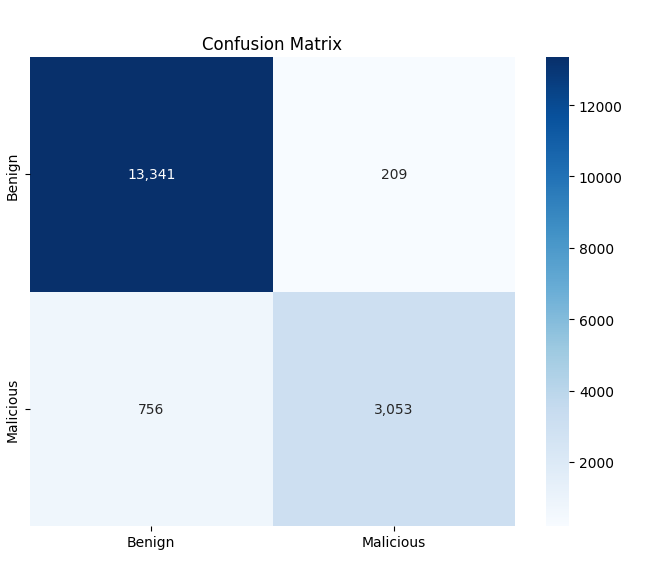 Confusion Matrix
Benign
13,341
209
Malicious
756
3,053
Benign
Malicious
12000
10000
8000
6000
4000
2000